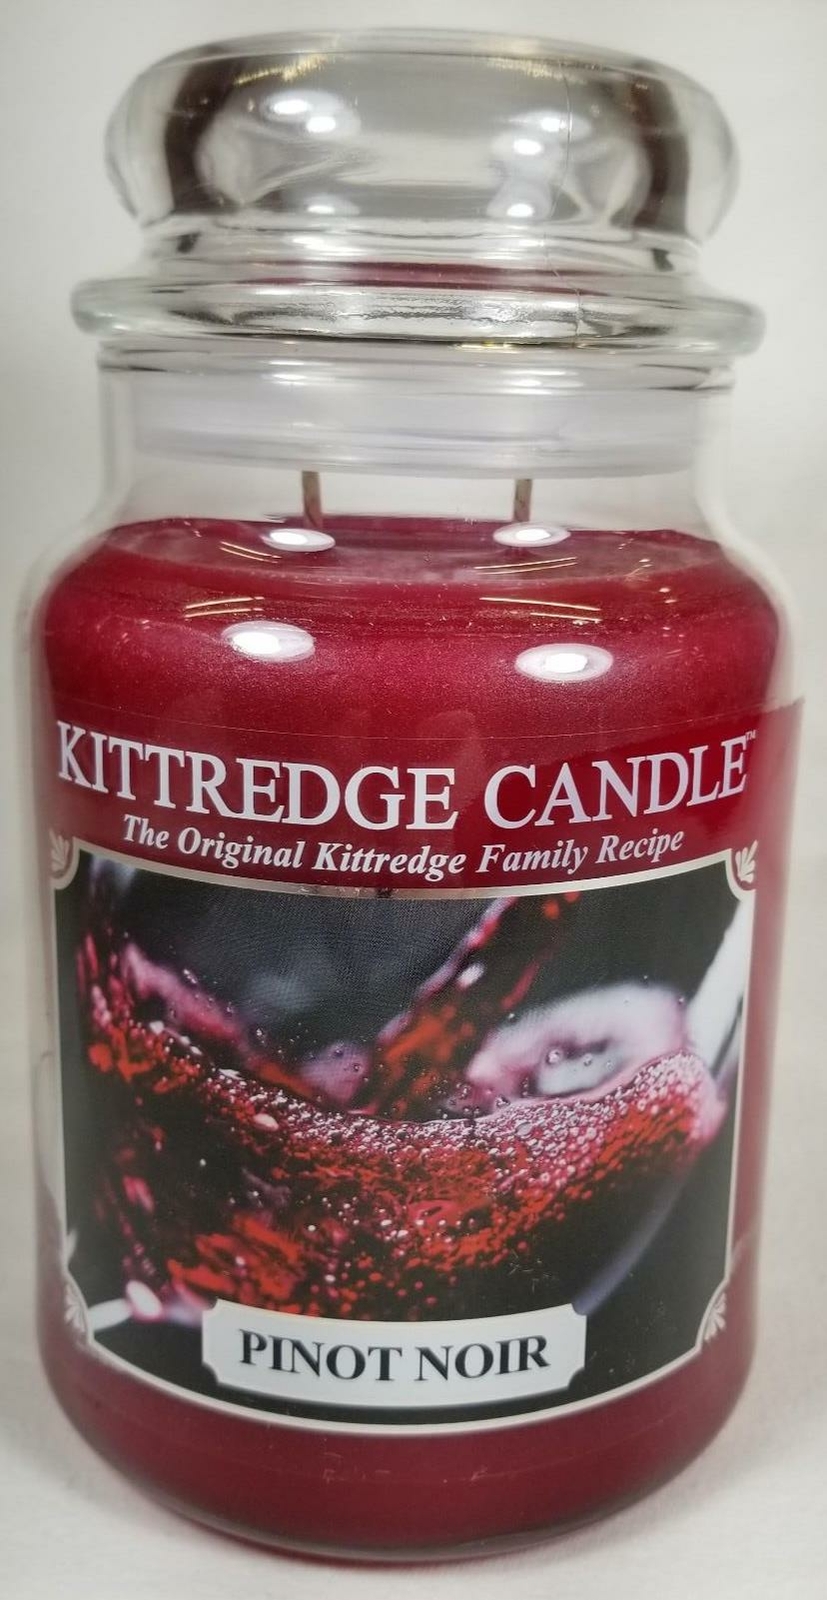 KITTREDGE CANDLE™
The Original Kittredge Family Recipe
PINOT NOIR